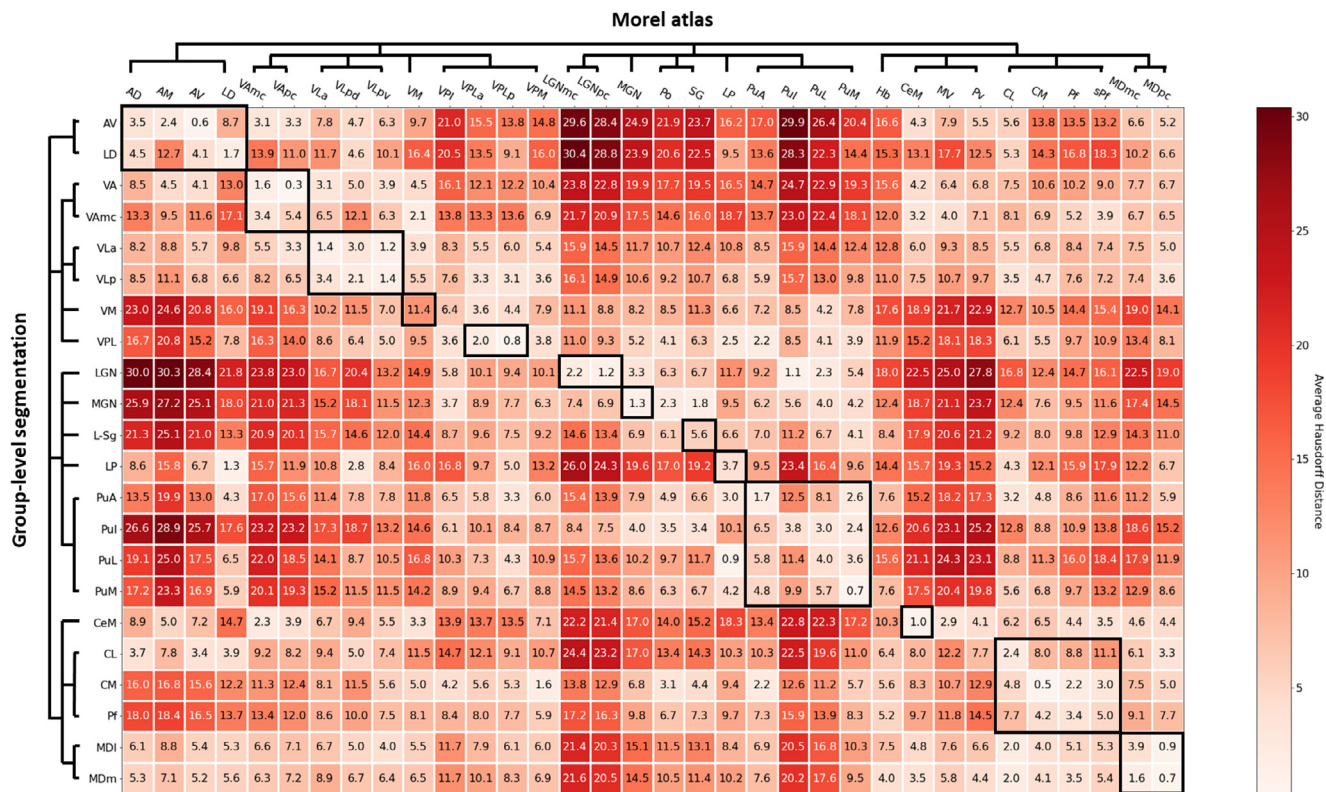 Morel atlas
AD AM AV LD VAmc VApc VLa VLpd VLpv VM VPI VPLa VPLp VPM LGNmc LGNpc MGN Po SG LP PuA PuI PuL PuM Hb CeM MV Pv CL CM Pf sPf MDmc MDpc
AV 3.5 2.4 0.6 8.7 3.1 3.3 7.8 4.7 6.3 9.7 21.0 15.5 13.8 14.8 29.6 28.4 24.9 21.9 23.7 16.2 17.0 29.9 26.4 20.4 16.6 4.3 7.9 5.5 5.6 13.8 13.5 13.2 6.6 5.2
LD 4.5 12.7 4.1 1.7 13.9 11.0 11.7 4.6 10.1 16.4 20.5 13.5 9.1 16.0 30.4 28.8 23.9 20.6 22.5 9.5 13.6 28.3 22.3 14.4 15.3 13.1 17.7 12.5 5.3 14.3 16.8 18.3 10.2 6.6
VA 8.5 4.5 4.1 13.0 1.6 0.3 3.1 5.0 3.9 4.5 16.1 12.1 12.2 10.4 23.8 22.8 19.9 17.7 19.5 16.5 14.7 24.7 22.9 19.3 15.6 4.2 6.4 6.8 7.5 10.6 10.2 9.0 7.7 6.7
VAmc 13.3 9.5 11.6 17.1 3.4 5.4 6.5 12.1 6.3 2.1 13.8 13.3 13.6 6.9 21.7 20.9 17.5 14.6 16.0 18.7 13.7 23.0 22.4 18.1 12.0 3.2 4.0 7.1 8.1 6.9 5.2 3.9 6.7 6.5
VLa 8.2 8.8 5.7 9.8 5.5 3.3 1.4 3.0 1.2 3.9 8.3 5.5 6.0 5.4 15.9 14.5 11.7 10.7 12.4 10.8 8.5 15.9 14.4 12.4 12.8 6.0 9.3 8.5 5.5 6.8 8.4 7.4 7.5 5.0
VLp 8.5 11.1 6.8 6.6 8.2 6.5 3.4 2.1 1.4 5.5 7.6 3.3 3.1 3.6 16.1 14.9 10.6 9.2 10.7 6.8 5.9 15.7 13.0 9.8 11.0 7.5 10.7 9.7 3.5 4.7 7.6 7.2 7.4 3.6
VM 23.0 24.6 20.8 16.0 19.1 16.3 10.2 11.5 7.0 11.4 6.4 3.6 4.4 7.7 11.1 8.8 8.2 8.5 11.3 6.6 7.2 8.5 4.2 7.8 17.6 18.9 21.7 22.9 12.7 10.5 14.4 15.4 19.0 14.1
VPL 16.7 20.8 15.2 7.8 16.3 14.0 8.6 6.4 5.0 9.5 3.6 2.0 0.8 3.8 11.0 9.3 5.2 4.1 6.3 2.5 2.2 8.5 4.1 3.9 11.9 15.2 18.1 18.3 6.1 5.5 9.7 10.9 13.4 8.1
LGN 30.0 30.3 28.4 21.8 23.8 23.0 16.7 20.4 13.2 14.9 5.8 10.1 9.4 10.1 2.2 1.2 3.3 6.3 6.7 11.7 9.2 1.1 2.3 5.4 18.0 22.5 25.0 27.8 16.8 12.4 14.7 16.1 22.5 19.0
MGN 25.9 27.2 25.1 18.0 21.0 21.3 15.2 18.1 11.5 12.3 3.7 8.9 7.7 6.3 7.4 6.9 1.3 2.3 1.8 9.5 6.2 5.6 4.0 4.2 12.4 18.7 21.1 23.7 12.4 7.6 9.5 11.6 17.4 14.5
L-Sg 21.3 25.1 21.0 13.3 20.9 20.1 15.7 14.6 12.0 14.4 8.7 9.6 7.5 9.2 14.6 13.4 6.9 6.1 5.6 6.6 7.0 11.2 6.7 4.1 8.4 17.9 20.6 21.2 9.2 8.0 9.8 12.9 14.3 11.0
LP 8.6 15.8 6.7 1.3 15.7 11.9 10.8 2.8 8.4 16.0 16.8 9.7 5.0 13.2 26.0 24.3 19.6 17.0 19.2 3.7 9.5 23.4 16.4 9.6 14.4 15.7 19.3 15.2 4.3 12.1 15.9 17.9 12.2 6.7
PuA 13.5 19.9 13.0 4.3 17.0 15.6 11.4 7.8 7.8 11.8 6.5 5.8 3.3 6.0 15.4 13.9 7.9 4.9 6.6 3.0 1.7 12.5 8.1 2.6 7.6 15.2 18.2 17.3 3.2 4.8 8.6 11.6 11.2 5.9
PuI 26.6 28.9 25.7 17.6 23.2 23.2 17.3 18.7 13.2 14.6 6.1 10.1 8.4 8.7 8.4 7.5 4.0 3.5 3.4 10.1 6.5 3.8 3.0 2.4 12.6 20.6 23.1 25.2 12.8 8.8 10.9 13.8 18.6 15.2
PuL 19.1 25.0 17.5 6.5 22.0 18.5 14.1 8.7 10.5 16.8 10.3 7.3 4.3 10.9 15.7 13.6 10.2 9.7 11.7 0.9 5.8 11.4 4.0 3.6 15.6 21.1 24.3 23.1 8.8 11.3 16.0 18.4 17.9 11.9
PuM 17.2 23.3 16.9 5.9 20.1 19.3 15.2 11.5 11.5 14.2 8.9 9.4 6.7 8.8 14.5 13.2 8.6 6.3 6.7 4.2 4.8 9.9 5.7 0.7 6.7 17.5 20.4 19.8 5.6 6.8 9.7 13.2 12.9 8.6
CeM 8.9 5.0 7.2 14.7 2.3 3.9 6.7 9.4 5.5 3.3 13.9 13.7 13.5 7.1 22.2 21.4 17.0 14.0 15.2 18.3 13.4 22.8 22.3 17.2 10.3 1.0 2.9 4.1 6.2 6.5 4.4 3.5 4.6 4.4
CL 3.7 7.8 3.4 3.9 9.2 8.2 9.4 5.0 7.4 11.5 14.7 12.1 9.1 10.7 24.4 23.2 17.0 13.4 14.3 10.3 10.3 22.5 19.6 11.0 6.4 8.0 12.2 7.7 2.4 8.0 8.8 11.1 6.1 3.3
CM 16.0 16.8 15.6 12.2 11.3 12.4 8.1 11.5 5.6 5.0 4.2 5.6 5.3 1.6 13.8 12.9 6.8 3.1 4.4 9.4 2.2 12.6 11.2 5.7 5.6 8.3 10.7 12.9 4.8 0.5 2.2 3.0 7.5 5.0
Pf 18.0 18.4 16.5 13.7 13.4 12.0 8.6 10.0 7.5 8.1 8.4 8.0 7.7 5.9 17.2 16.3 9.8 6.7 7.3 9.7 7.7 15.9 13.9 8.3 5.2 9.7 11.8 14.5 7.7 4.2 3.4 5.0 9.1 7.7
MDl 6.1 8.8 5.4 5.3 6.6 7.1 6.7 5.0 4.0 5.5 11.7 7.9 6.1 6.0 21.4 20.3 15.1 11.5 13.1 8.4 6.9 20.5 16.8 10.3 7.5 4.8 7.6 6.6 2.0 4.0 5.1 5.3 3.9 0.9
MDm 5.3 7.1 5.2 5.6 6.3 7.2 8.9 6.7 6.4 6.5 11.7 10.1 8.3 6.9 21.6 20.5 14.5 10.5 11.4 10.2 7.6 20.2 17.6 9.5 4.0 3.5 5.8 4.4 2.0 4.1 3.5 5.4 1.6 0.7
Group-level segmentation
30
25
20
15
10
5
Average Hausdorff Distance